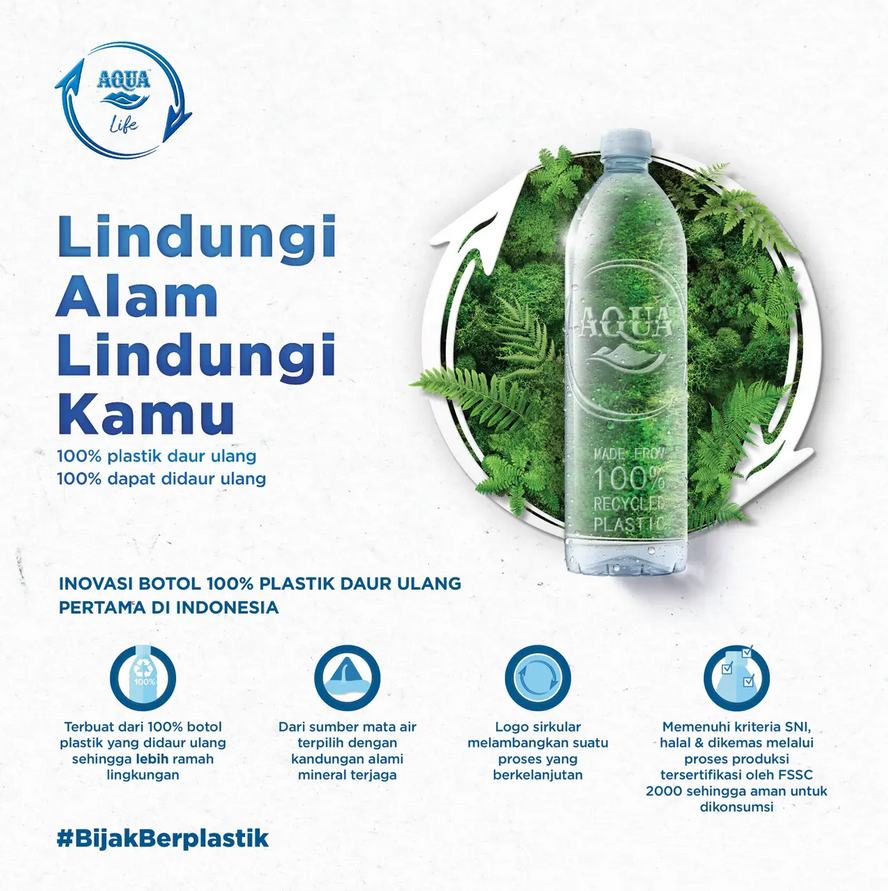 AQUA
Life
Lindungi
Alam
Lindungi
Kamu
100% plastik daur ulang
100% dapat didaur ulang
AQUA
MADE FROM
100%
RECYCLED
PLASTIC
INOVASI BOTOL 100% PLASTIK DAUR ULANG
PERTAMA DI INDONESIA
100%
Terbuat dari 100% botol
plastik yang didaur ulang
sehingga lebih ramah
lingkungan
Dari sumber mata air
terpilih dengan
kandungan alami
mineral terjaga
Logo sirkular
melambangkan suatu
proses yang
berkelanjutan
Memenuhi kriteria SNI,
halal & dikemas melalui
proses produksi
tersertifikasi oleh FSSC
2000 sehingga aman untuk
dikonsumsi
#BijakBerplastik